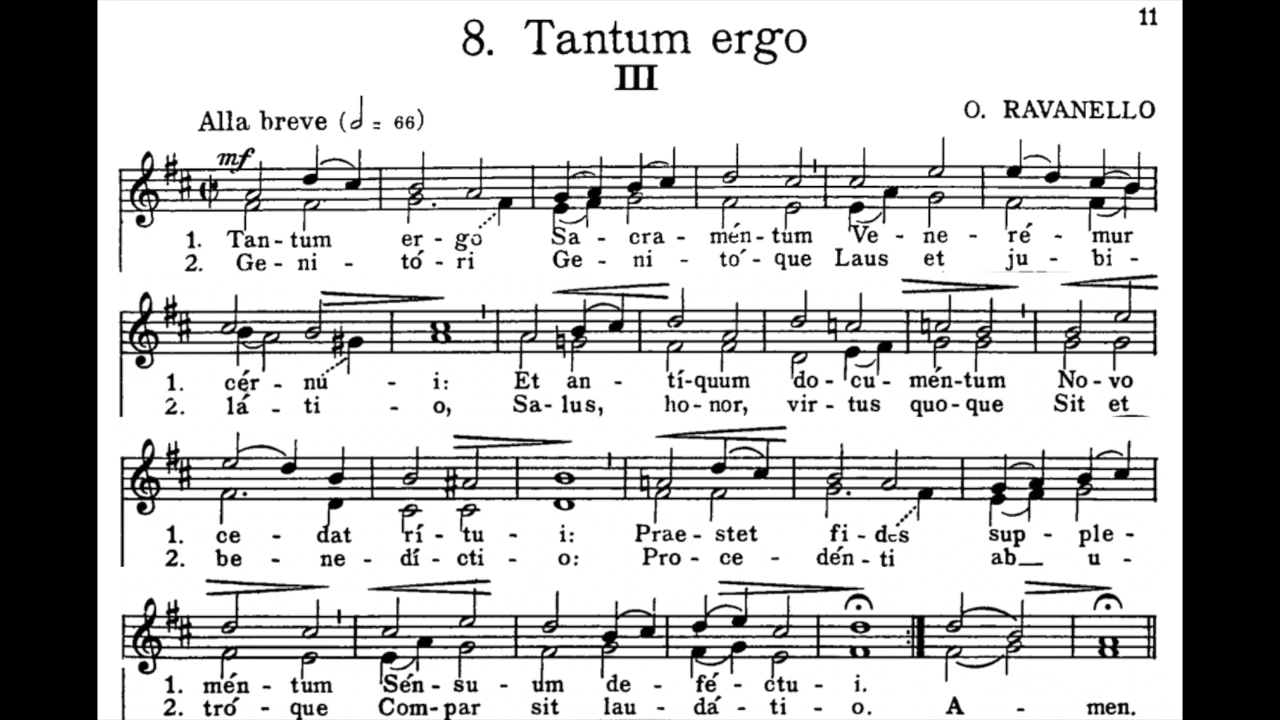 11
8. Tantum ergo
III
Alla breve (𝅗𝅥 = 66)
O. RAVANELLO
mf
1. Tan-tum er-go Sa-cra-mén-tum Ve-ne-ré-mur
2. Ge-ni-tó-ri Ge-ni-tó-que Laus et ju-bi-
1. cér-nu-i: Et an-tí-quum do-cu-mén-tum No-vo
2. lá-ti-o, Sa-lus, ho-nor, vir-tus quo-que Sit et
1. ce-dat rí-tu-i: Prae-stet fi-des sup-ple-
2. be-ne-dí-cti-o: Pro-ce-dén-ti ab u-
1. mén-tum Sén-su-um de-fé-ctu-i.
2. tró-que Com-par sit lau-dá-ti-o. A-men.